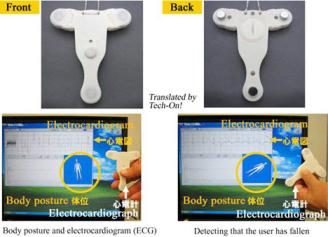 Front
Back
Translated by
Tech-On!
Electrocardiogram
心電図
Body posture 体位
心電計
Electrocardiograph
Electrocardiogram
心電図
Body posture 体位
心電計
Electrocardiograph
Body posture and electrocardiogram (ECG)
Detecting that the user has fallen